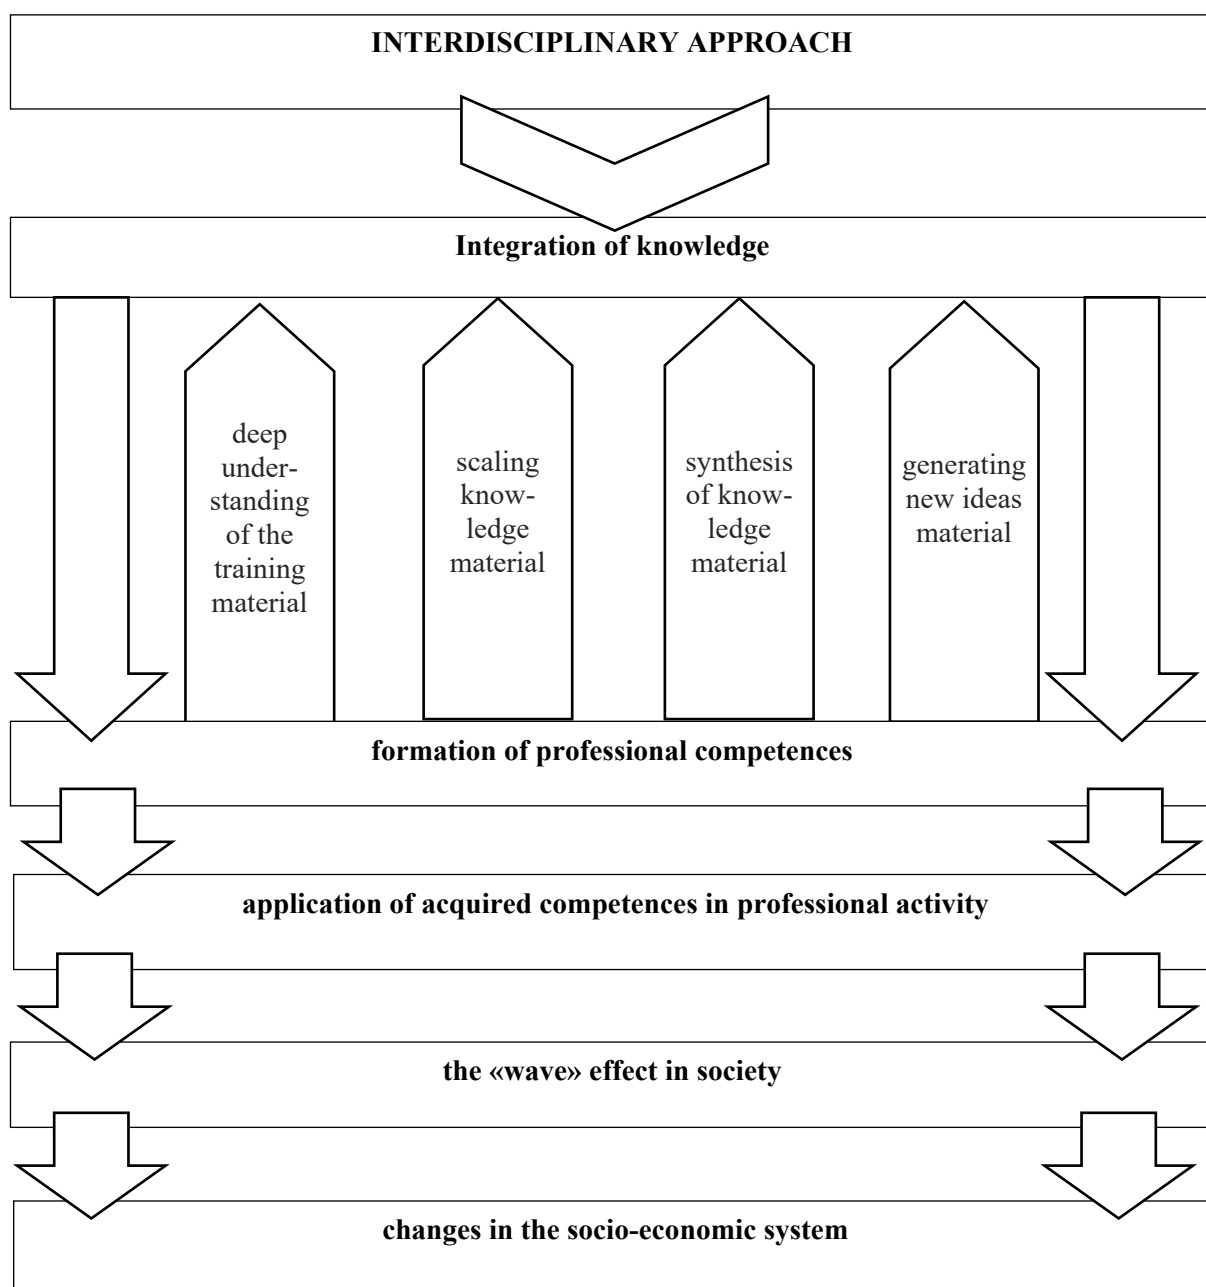 INTERDISCIPLINARY APPROACH
Integration of knowledge
deep
under-
standing
of the
training
material
scaling
know-
ledge
material
synthesis
of know-
ledge
material
generating
new ideas
material
formation of professional competences
application of acquired competences in professional activity
the «wave» effect in society
changes in the socio-economic system